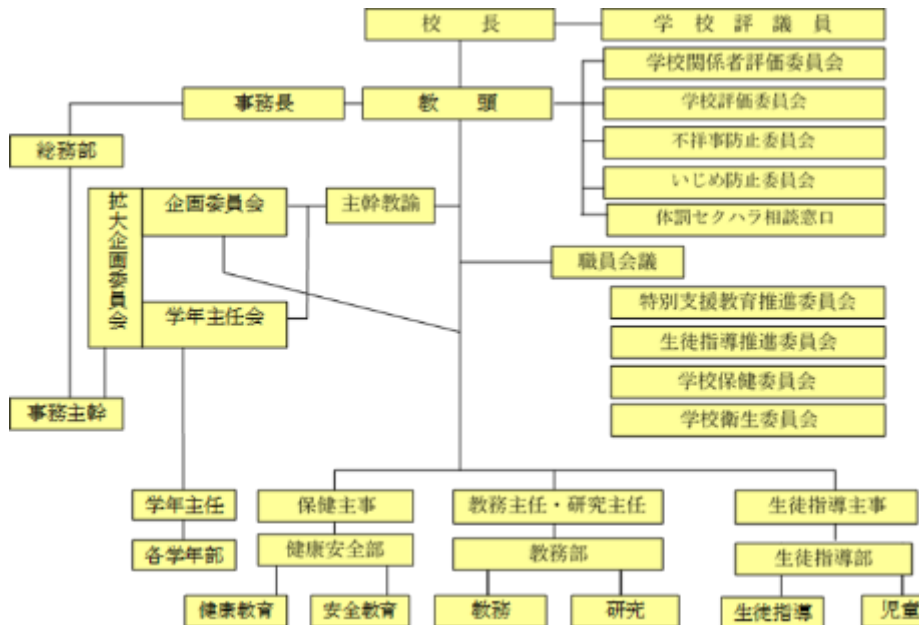 校　長
学　校　評　議　員
学校関係者評価委員会
事務長
教　頭
学校評価委員会
総務部
不祥事防止委員会
いじめ防止委員会
拡大企画委員会
企画委員会
主幹教諭
体罰セクハラ相談窓口
職員会議
学年主任会
特別支援教育推進委員会
生徒指導推進委員会
学校保健委員会
事務主幹
学校衛生委員会
学年主任
保健主事
教務主任・研究主任
生徒指導主事
各学年部
健康安全部
教務部
生徒指導部
健康教育
安全教育
教務
研究
生徒指導
児童